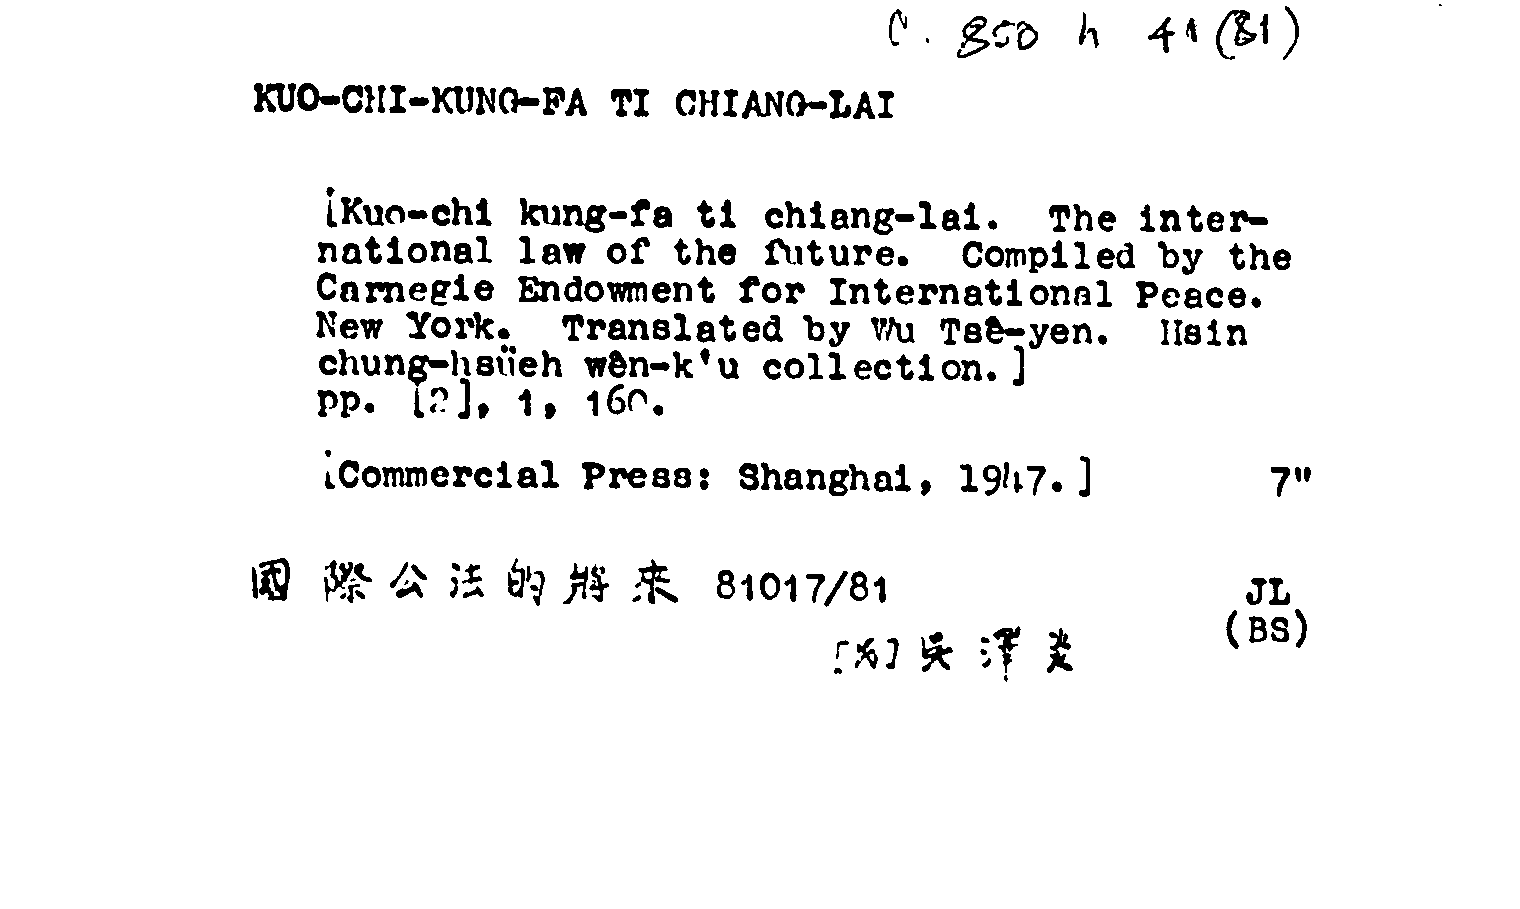 C. 850 h 41 (81)
KUO-CHI-KUNG-FA TI CHIANG-LAI
[Kuo-chi kung-fa ti chiang-lai. The inter-
national law of the future. Compiled by the
Carnegie Endowment for International Peace.
New York. Translated by Wu Tsê-yen. Hsin
chung-hsüeh wên-k'u collection.]
pp. [2], 1, 160.
[Commercial Press: Shanghai, 1947.] 7"
國際公法的將來 81017/81 JL
(BS)
吳澤炎